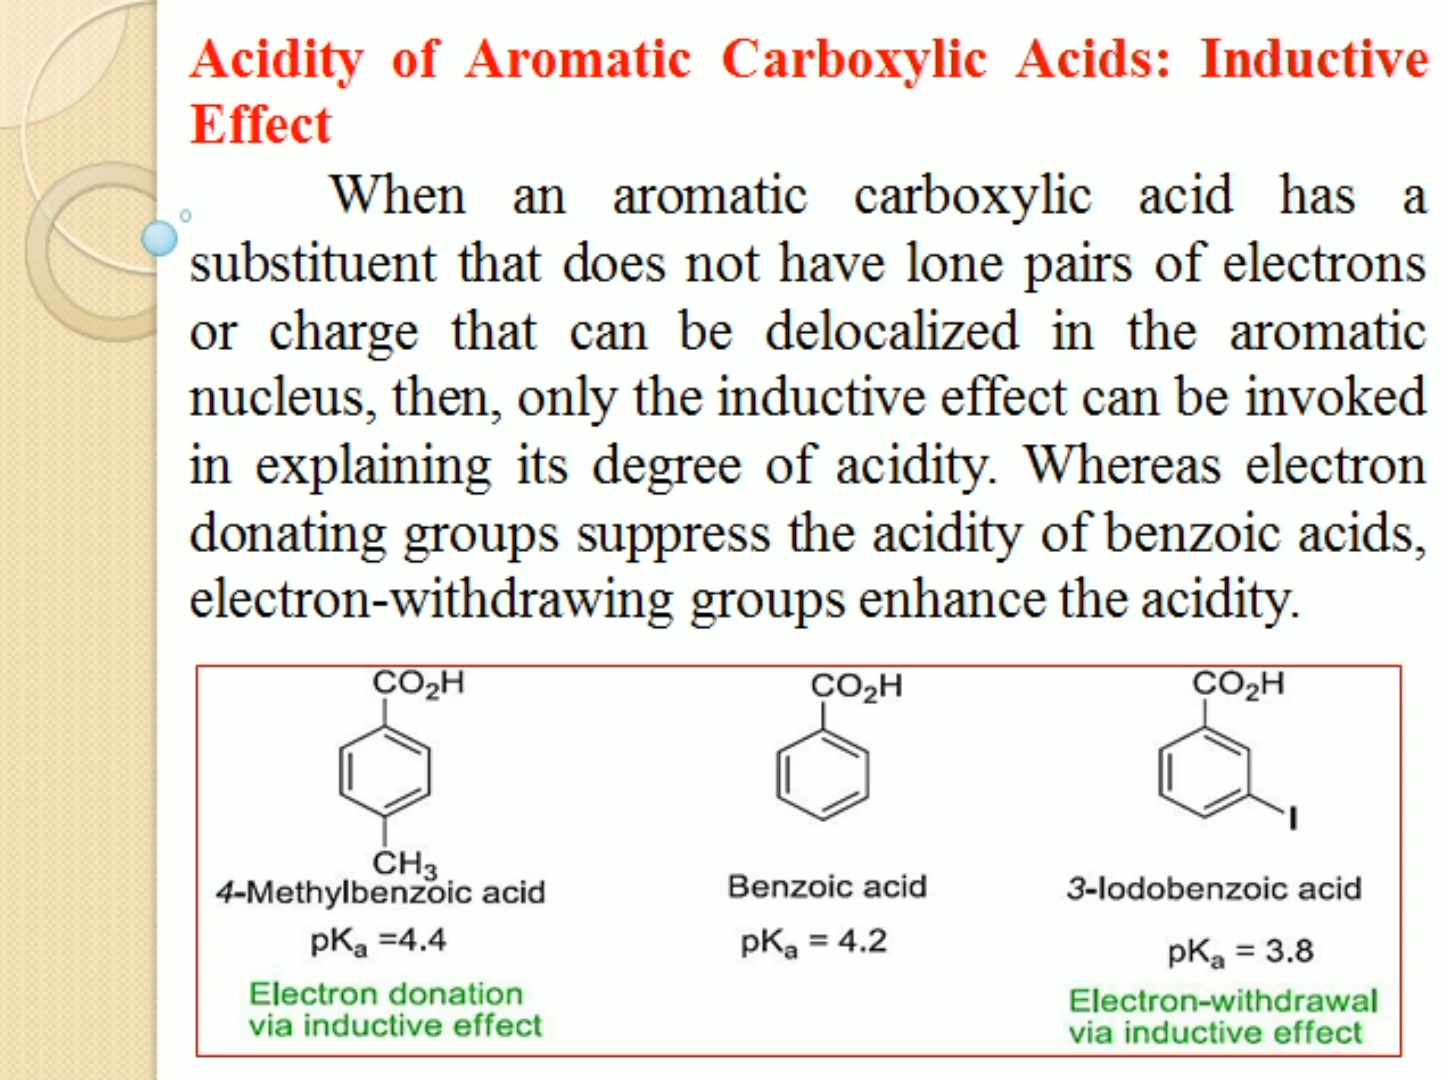 Acidity of Aromatic Carboxylic Acids: Inductive
Effect
When an aromatic carboxylic acid has a
substituent that does not have lone pairs of electrons
or charge that can be delocalized in the aromatic
nucleus, then, only the inductive effect can be invoked
in explaining its degree of acidity. Whereas electron
donating groups suppress the acidity of benzoic acids,
electron-withdrawing groups enhance the acidity.
CO₂H
CH₃
4-Methylbenzoic acid
pKₐ =4.4
Electron donation
via inductive effect
CO₂H
Benzoic acid
pKₐ = 4.2
CO₂H
I
3-Iodobenzoic acid
pKₐ = 3.8
Electron-withdrawal
via inductive effect